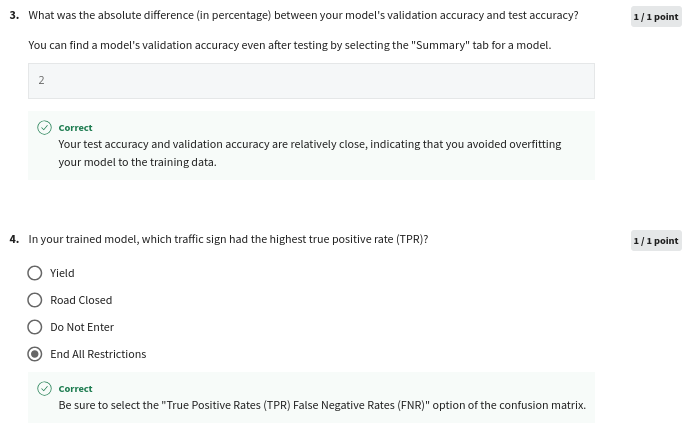 3. What was the absolute difference (in percentage) between your model's validation accuracy and test accuracy?
1 / 1 point
You can find a model's validation accuracy even after testing by selecting the "Summary" tab for a model.
2
Correct
Your test accuracy and validation accuracy are relatively close, indicating that you avoided overfitting
your model to the training data.
4. In your trained model, which traffic sign had the highest true positive rate (TPR)?
1 / 1 point
Yield
Road Closed
Do Not Enter
End All Restrictions
Correct
Be sure to select the "True Positive Rates (TPR) False Negative Rates (FNR)" option of the confusion matrix.